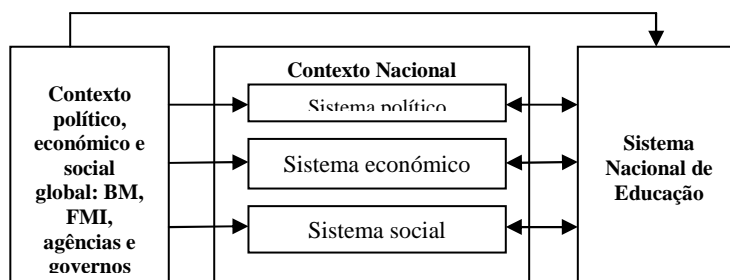 Contexto
político,
económico e
social
global: BM,
FMI,
agências e
governos
Contexto Nacional
Sistema político
Sistema económico
Sistema social
Sistema
Nacional de
Educação